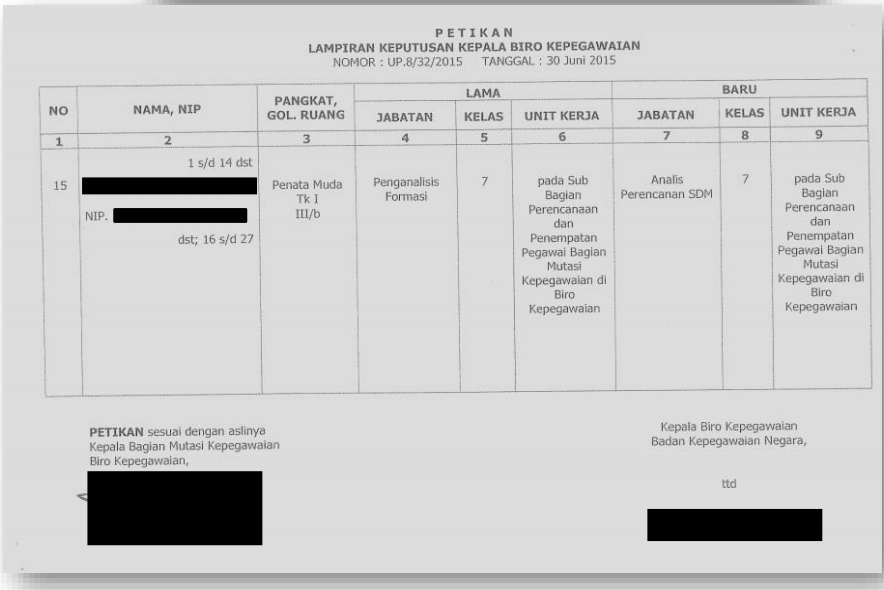 PETIKAN
LAMPIRAN KEPUTUSAN KEPALA BIRO KEPEGAWAIAN
NOMOR : UP.8/32/2015 TANGGAL : 30 Juni 2015
NO
NAMA, NIP
PANGKAT,
GOL. RUANG
LAMA
JABATAN
KELAS
UNIT KERJA
BARU
JABATAN
KELAS
UNIT KERJA
1
2
3
4
5
6
7
8
9
1 s/d 14 dst
15
NIP.
dst; 16 s/d 27
Penata Muda
Tk I
III/b
Penganalisis
Formasi
7
pada Sub
Bagian
Perencanaan
dan
Penempatan
Pegawai Bagian
Mutasi
Kepegawaian di
Biro
Kepegawaian
Analis
Perencanan SDM
7
pada Sub
Bagian
Perencanaan
dan
Penempatan
Pegawai Bagian
Mutasi
Kepegawaian di
Biro
Kepegawaian
PETIKAN sesuai dengan aslinya
Kepala Bagian Mutasi Kepegawaian
Biro Kepegawaian,
Kepala Biro Kepegawaian
Badan Kepegawaian Negara,
ttd